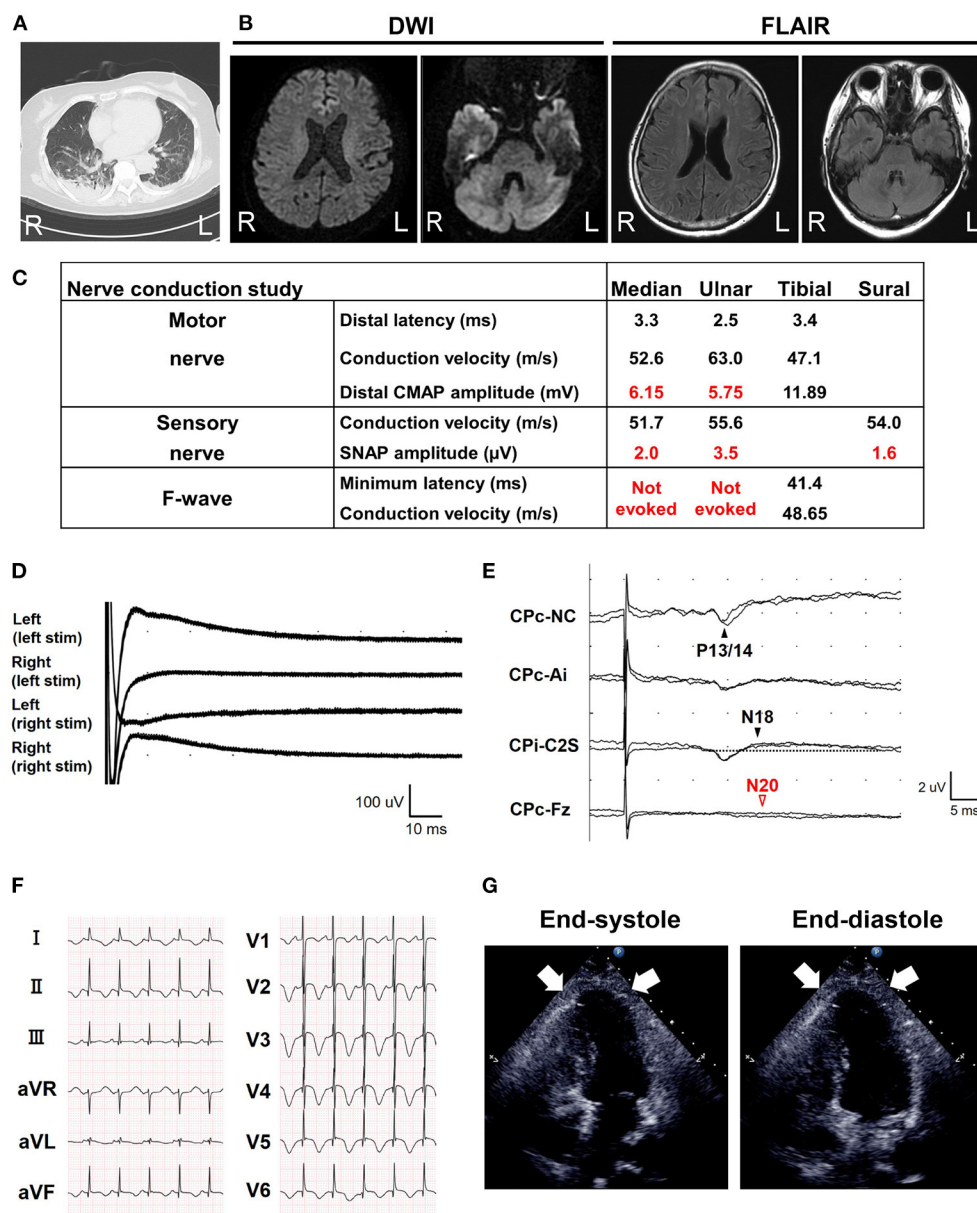 A
B
DWI
FLAIR
R
L
R
L
R
L
R
L
R
L
C
Nerve conduction study
Median
Ulnar
Tibial
Sural
Motor
nerve
Distal latency (ms)
3.3
2.5
3.4
Conduction velocity (m/s)
52.6
63.0
47.1
Distal CMAP amplitude (mV)
6.15
5.75
11.89
Sensory
nerve
Conduction velocity (m/s)
51.7
55.6
54.0
SNAP amplitude (µV)
2.0
3.5
1.6
F-wave
Minimum latency (ms)
Not
evoked
Not
evoked
41.4
Conduction velocity (m/s)
48.65
D
Left
(left stim)
Right
(left stim)
Left
(right stim)
Right
(right stim)
100 uV
10 ms
E
CPc-NC
P13/14
CPc-Ai
N18
CPi-C2S
N20
CPc-Fz
2 uV
5 ms
F
I
II
III
aVR
aVL
aVF
V1
V2
V3
V4
V5
V6
G
End-systole
End-diastole
P
P